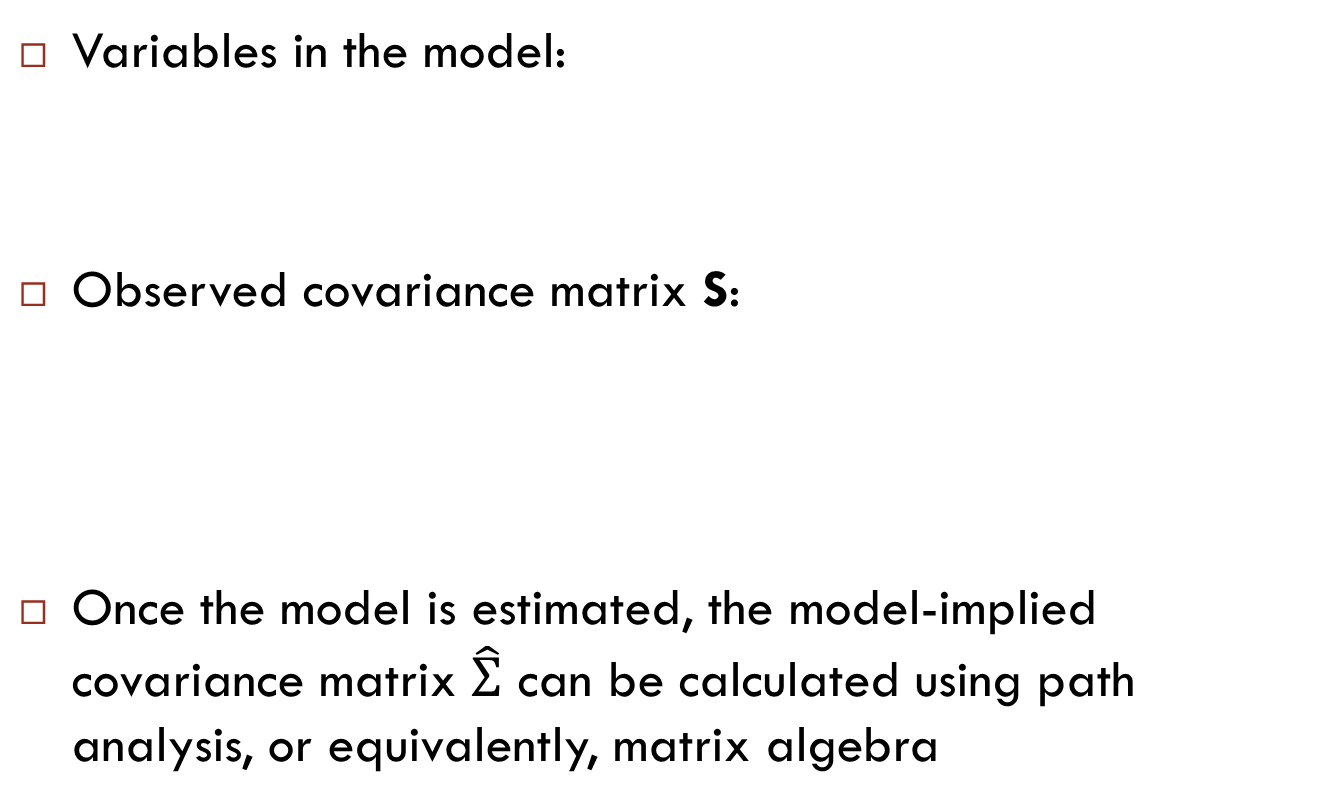 Variables in the model:
Observed covariance matrix S:
Once the model is estimated, the model-implied
covariance matrix Σ̂ can be calculated using path
analysis, or equivalently, matrix algebra